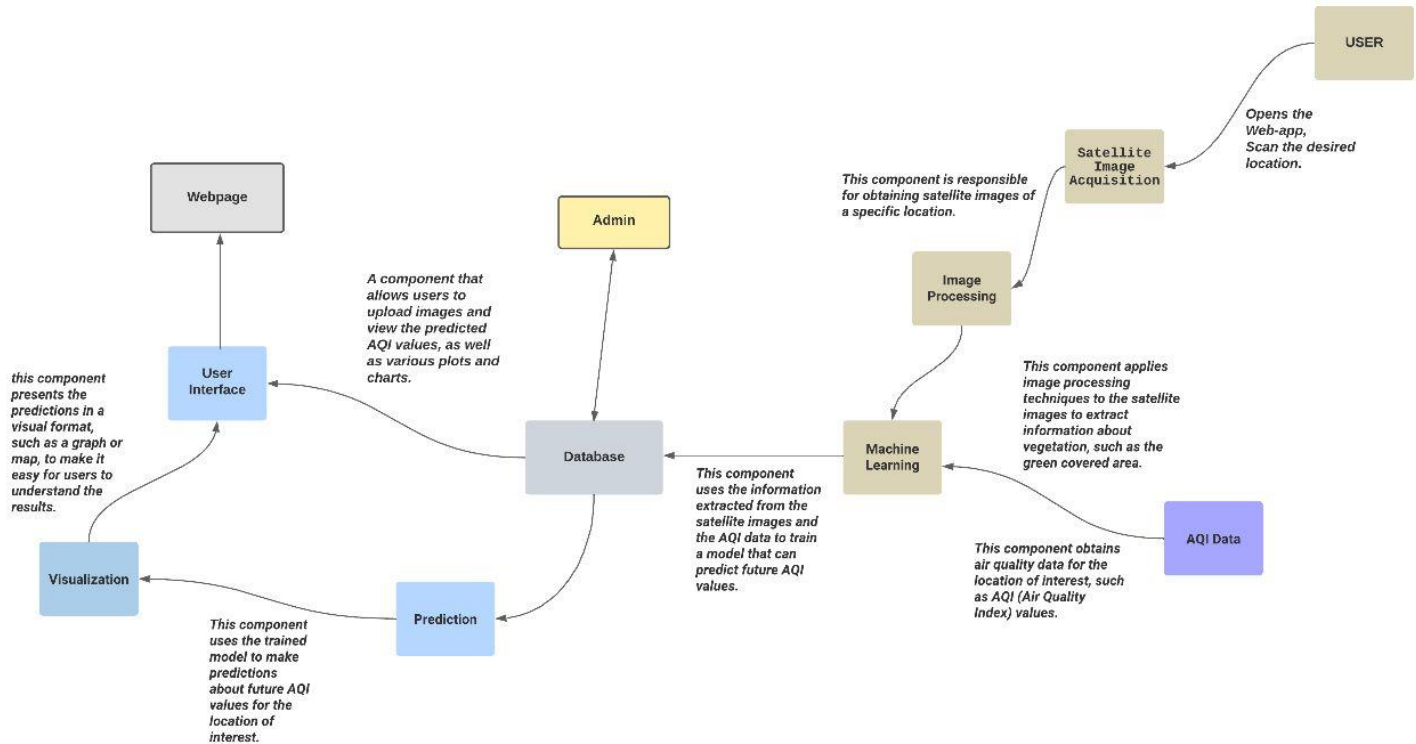 USER
Opens the
Web-app,
Scan the desired
location.
Satellite
Image
Acquisition
This component is responsible
for obtaining satellite images of
a specific location.
Webpage
Admin
Image
Processing
A component that
allows users to
upload images and
view the predicted
AQI values, as well
as various plots and
charts.
User
Interface
this component
presents the
predictions in a
visual format,
such as a graph or
map, to make it
easy for users to
understand the
results.
This component applies
image processing
techniques to the satellite
images to extract
information about
vegetation, such as the
green covered area.
Database
Machine
Learning
This component
uses the information
extracted from the
satellite images and
the AQI data to train
a model that can
predict future AQI
values.
AQI Data
This component obtains
air quality data for the
location of interest, such
as AQI (Air Quality
Index) values.
Visualization
Prediction
This component
uses the trained
model to make
predictions
about future AQI
values for the
location of
interest.